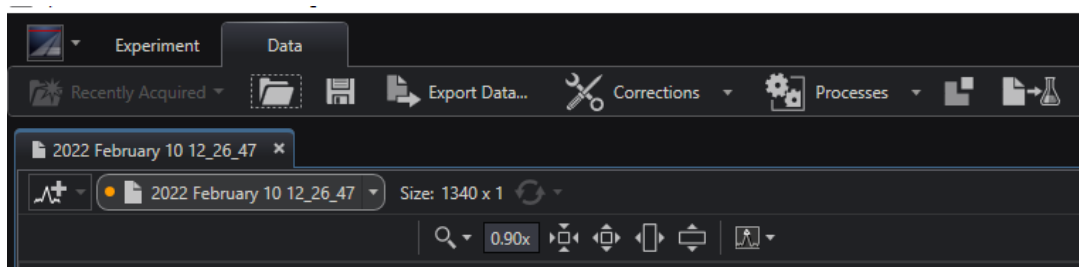 Experiment Data
Recently Acquired Export Data... Corrections Processes
2022 February 10 12_26_47
2022 February 10 12_26_47 Size: 1340 x 1
0.90x